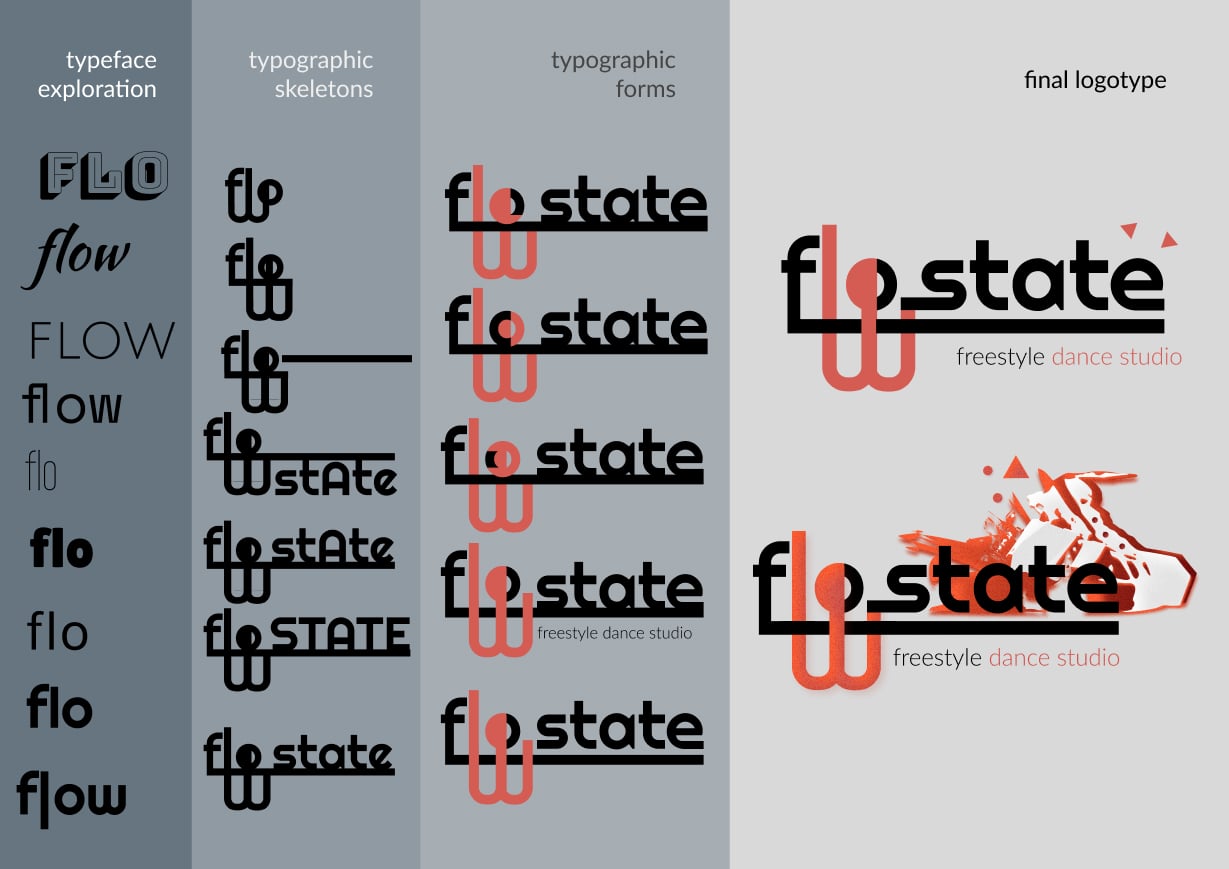 typeface
exploration
FLO
flow
FLOW
flow
flo
flo
flo
flo
flow
typographic
skeletons
flow
flow
flow
flow
stAte
flow stAte
flow STATE
flow state
typographic
forms
flow state
flow state
flow state
flow state
freestyle dance studio
flow state
final logotype
flow state
freestyle dance studio
flow state
freestyle dance studio